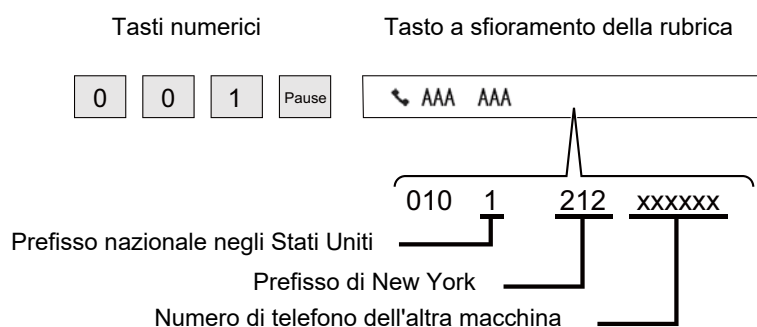 Tasti numerici Tasto a sfioramento della rubrica
0 0 1 Pause AAA AAA
010 1 212 xxxxxx
Prefisso nazionale negli Stati Uniti
Prefisso di New York
Numero di telefono dell'altra macchina